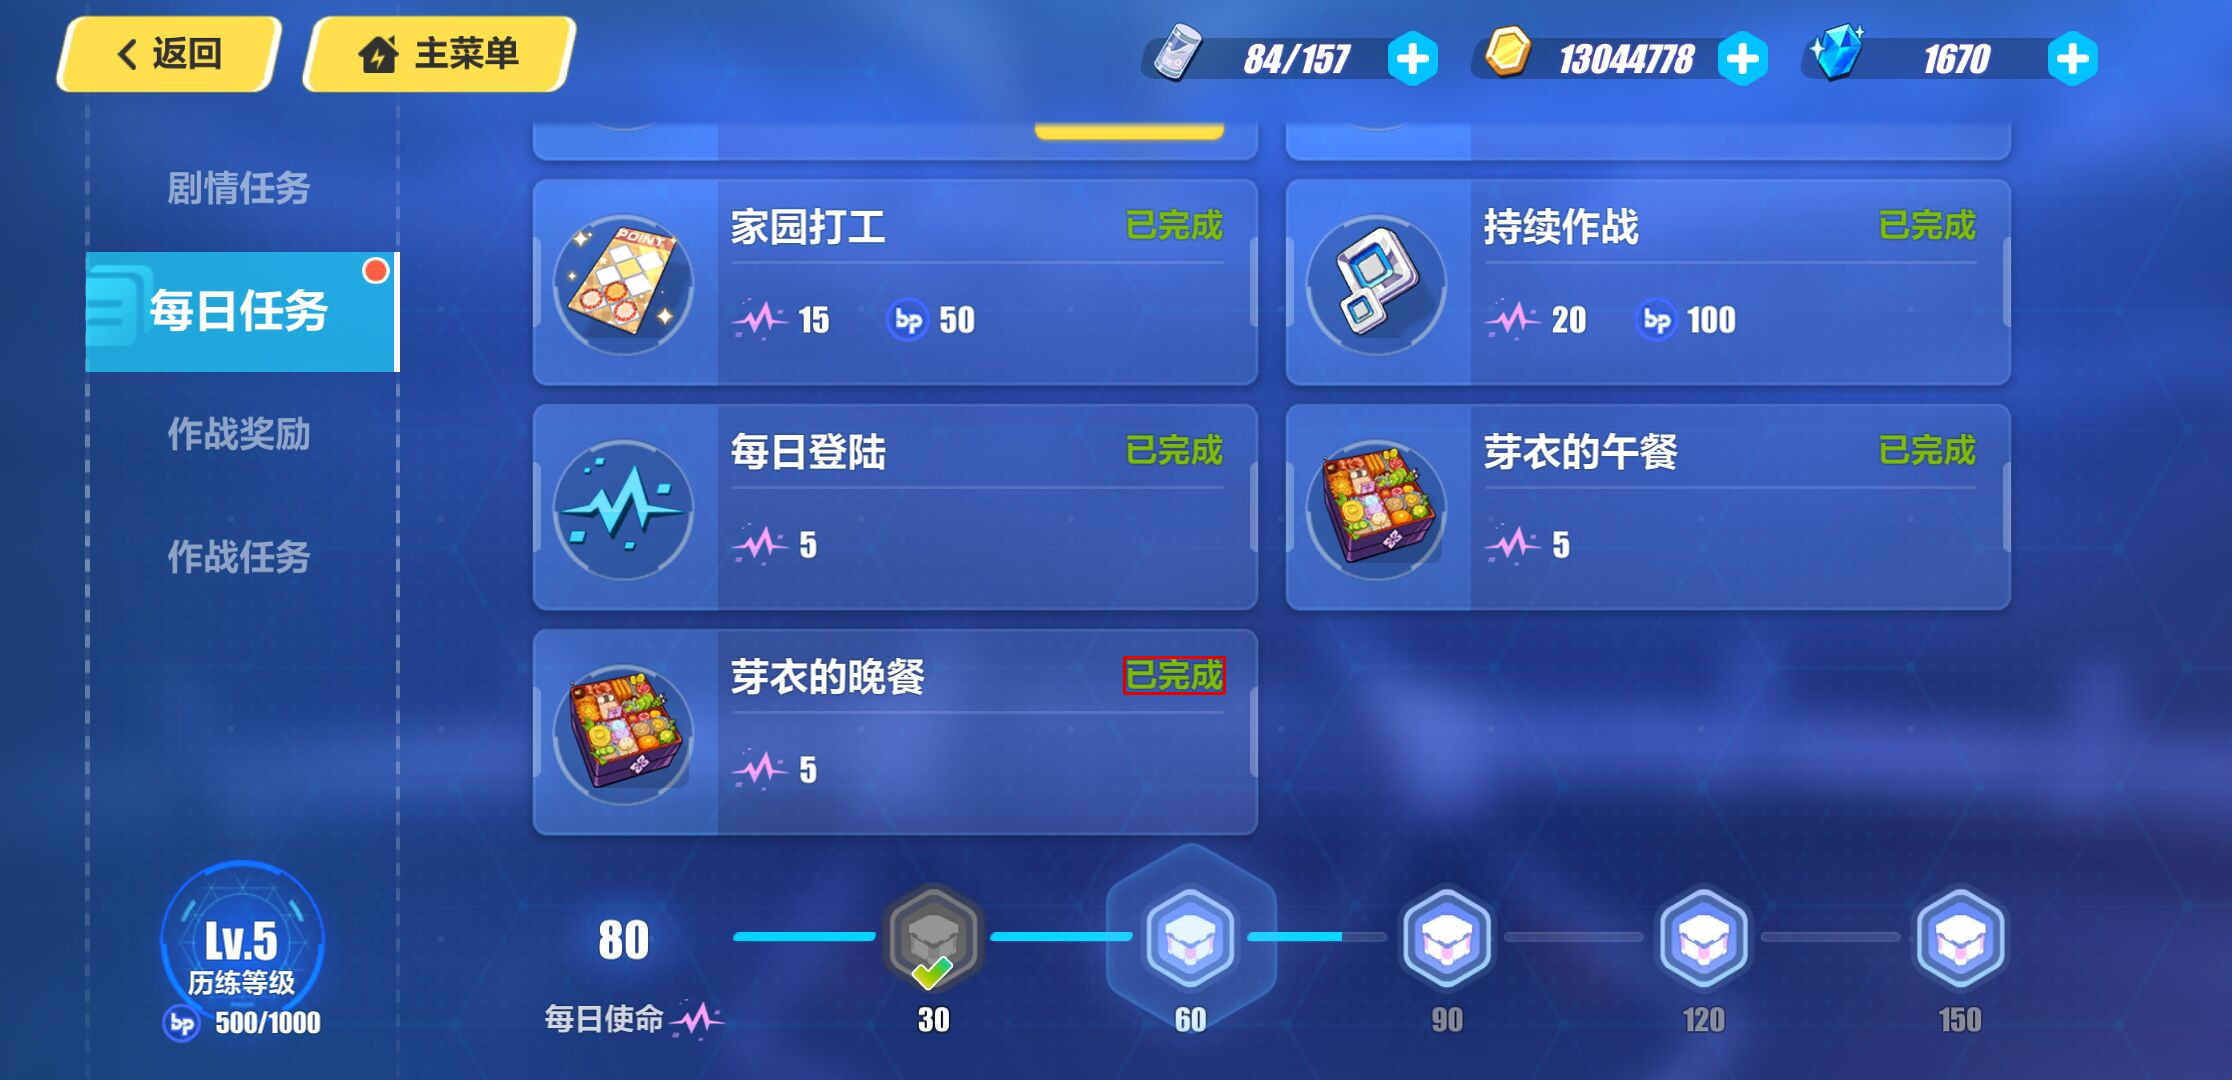 返回
主菜单
84/157
13044778
1670
剧情任务
每日任务
作战奖励
作战任务
家园打工
已完成
15
bp 50
POINT
持续作战
已完成
20
bp 100
每日登陆
已完成
5
芽衣的午餐
已完成
5
芽衣的晚餐
已完成
5
Lv.5
历练等级
bp 500/1000
80
每日使命
30
60
90
120
150